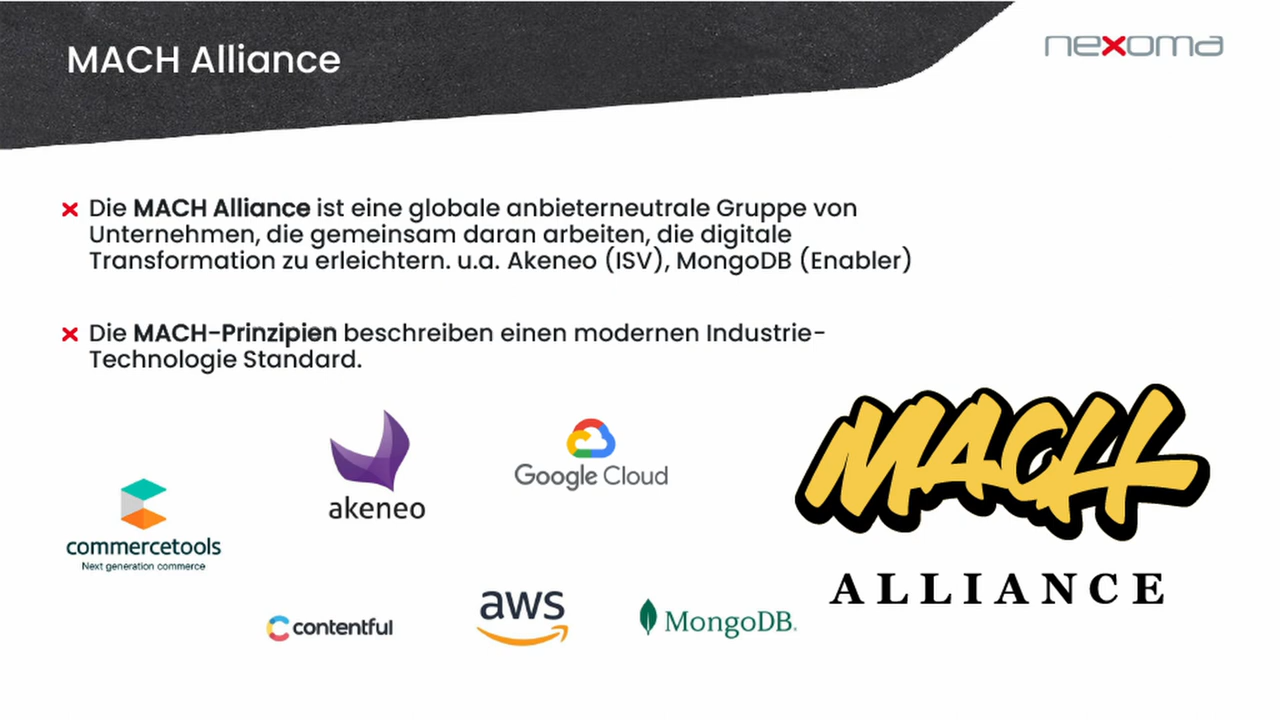 MACH Alliance
nexoma
Die MACH Alliance ist eine globale anbieterneutrale Gruppe von
Unternehmen, die gemeinsam daran arbeiten, die digitale
Transformation zu erleichtern. u.a. Akeneo (ISV), MongoDB (Enabler)
Die MACH-Prinzipien beschreiben einen modernen Industrie-
Technologie Standard.
akeneo
Google Cloud
commercetools
Next generation commerce
contentful
aws
MongoDB.
MACH
ALLIANCE